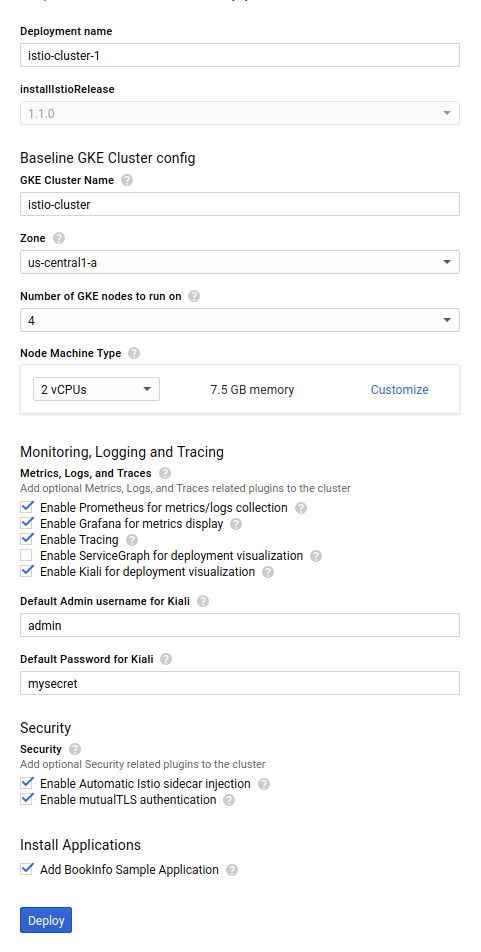 Deployment name
istio-cluster-1
installIstioRelease
1.1.0
Baseline GKE Cluster config
GKE Cluster Name ?
istio-cluster
Zone ?
us-central1-a
Number of GKE nodes to run on ?
4
Node Machine Type ?
2 vCPUs 7.5 GB memory Customize
Monitoring, Logging and Tracing
Metrics, Logs, and Traces ?
Add optional Metrics, Logs, and Traces related plugins to the cluster
Enable Prometheus for metrics/logs collection ?
Enable Grafana for metrics display ?
Enable Tracing ?
Enable ServiceGraph for deployment visualization ?
Enable Kiali for deployment visualization ?
Default Admin username for Kiali ?
admin
Default Password for Kiali ?
mysecret
Security
Security ?
Add optional Security related plugins to the cluster
Enable Automatic Istio sidecar injection ?
Enable mutualTLS authentication ?
Install Applications
Add BookInfo Sample Application ?
Deploy